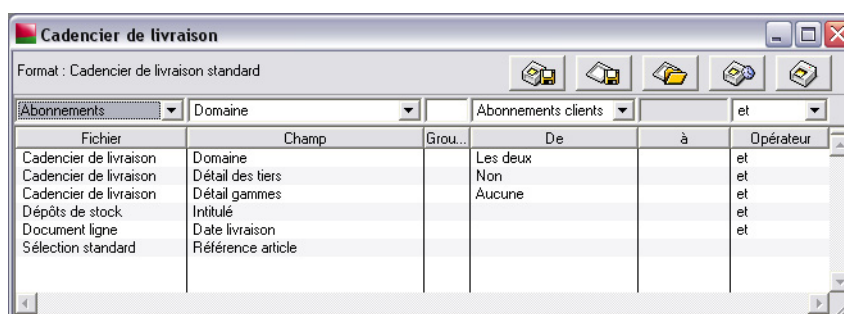 Cadencier de livraison
Format : Cadencier de livraison standard
Abonnements Domaine Abonnements clients et
Fichier Champ Grou... De à Opérateur
Cadencier de livraison Domaine Les deux et
Cadencier de livraison Détail des tiers Non et
Cadencier de livraison Détail gammes Aucune et
Dépôts de stock Intitulé et
Document ligne Date livraison et
Sélection standard Référence article